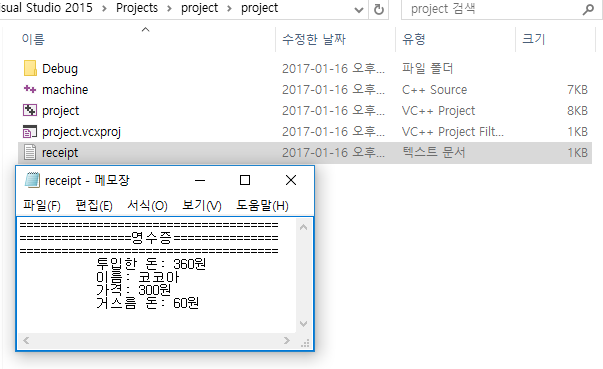 sual Studio 2015 > Projects > project > project
project 검색
이름 수정한 날짜 유형 크기
Debug 2017-01-16 오후... 파일 폴더
machine 2017-01-16 오후... C++ Source 7KB
project 2017-01-16 오후... VC++ Project 8KB
project.vcxproj 2017-01-16 오후... VC++ Project Filt... 1KB
receipt 2017-01-16 오후... 텍스트 문서 1KB
receipt - 메모장
파일(F) 편집(E) 서식(O) 보기(V) 도움말(H)
=====================================
================영수증===============
=====================================
투입한 돈: 360원
이름: 코코아
가격: 300원
거스름 돈: 60원